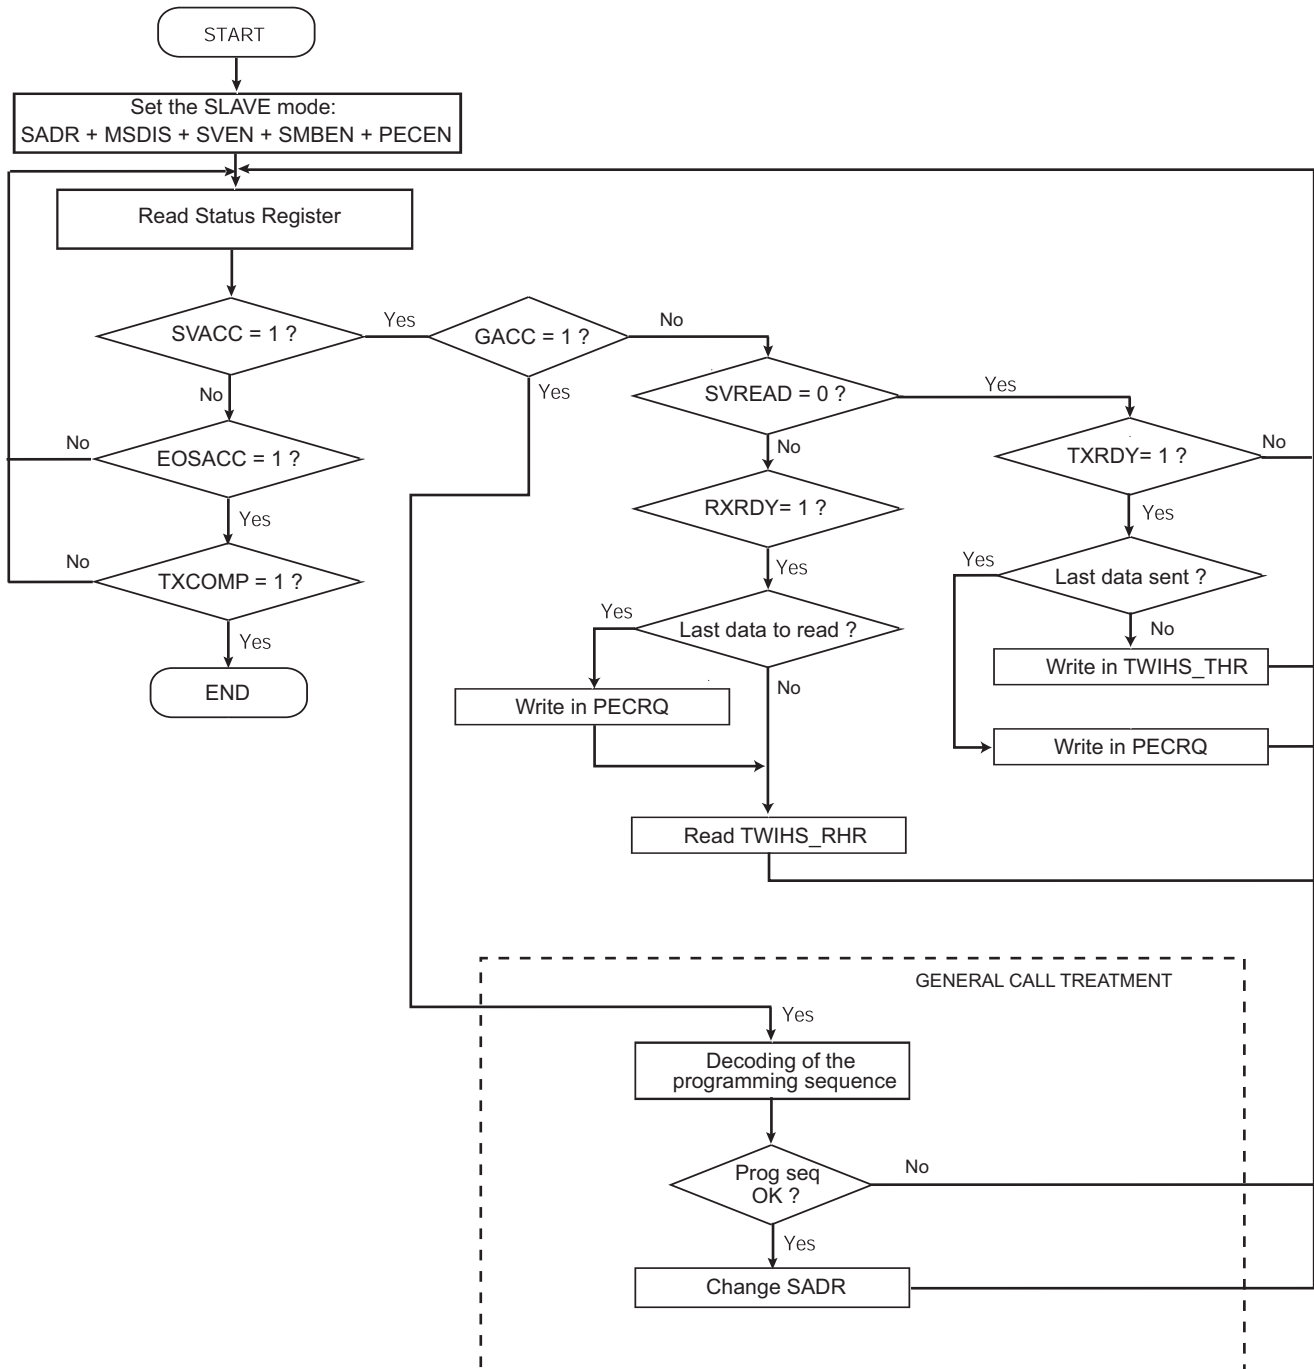 START
Set the SLAVE mode:
SADR + MSDIS + SVEN + SMBEN + PECEN
Read Status Register
SVACC = 1 ?
Yes
GACC = 1 ?
No
No
Yes
SVREAD = 0 ?
Yes
No
EOSACC = 1 ?
No
TXRDY= 1 ?
No
Yes
RXRDY= 1 ?
Yes
No
TXCOMP = 1 ?
Yes
Yes
Last data sent ?
Yes
Yes
Last data to read ?
No
Write in TWIHS_THR
END
Write in PECRQ
No
Write in PECRQ
Read TWIHS_RHR
GENERAL CALL TREATMENT
Yes
Decoding of the
programming sequence
Prog seq
OK ?
No
Yes
Change SADR